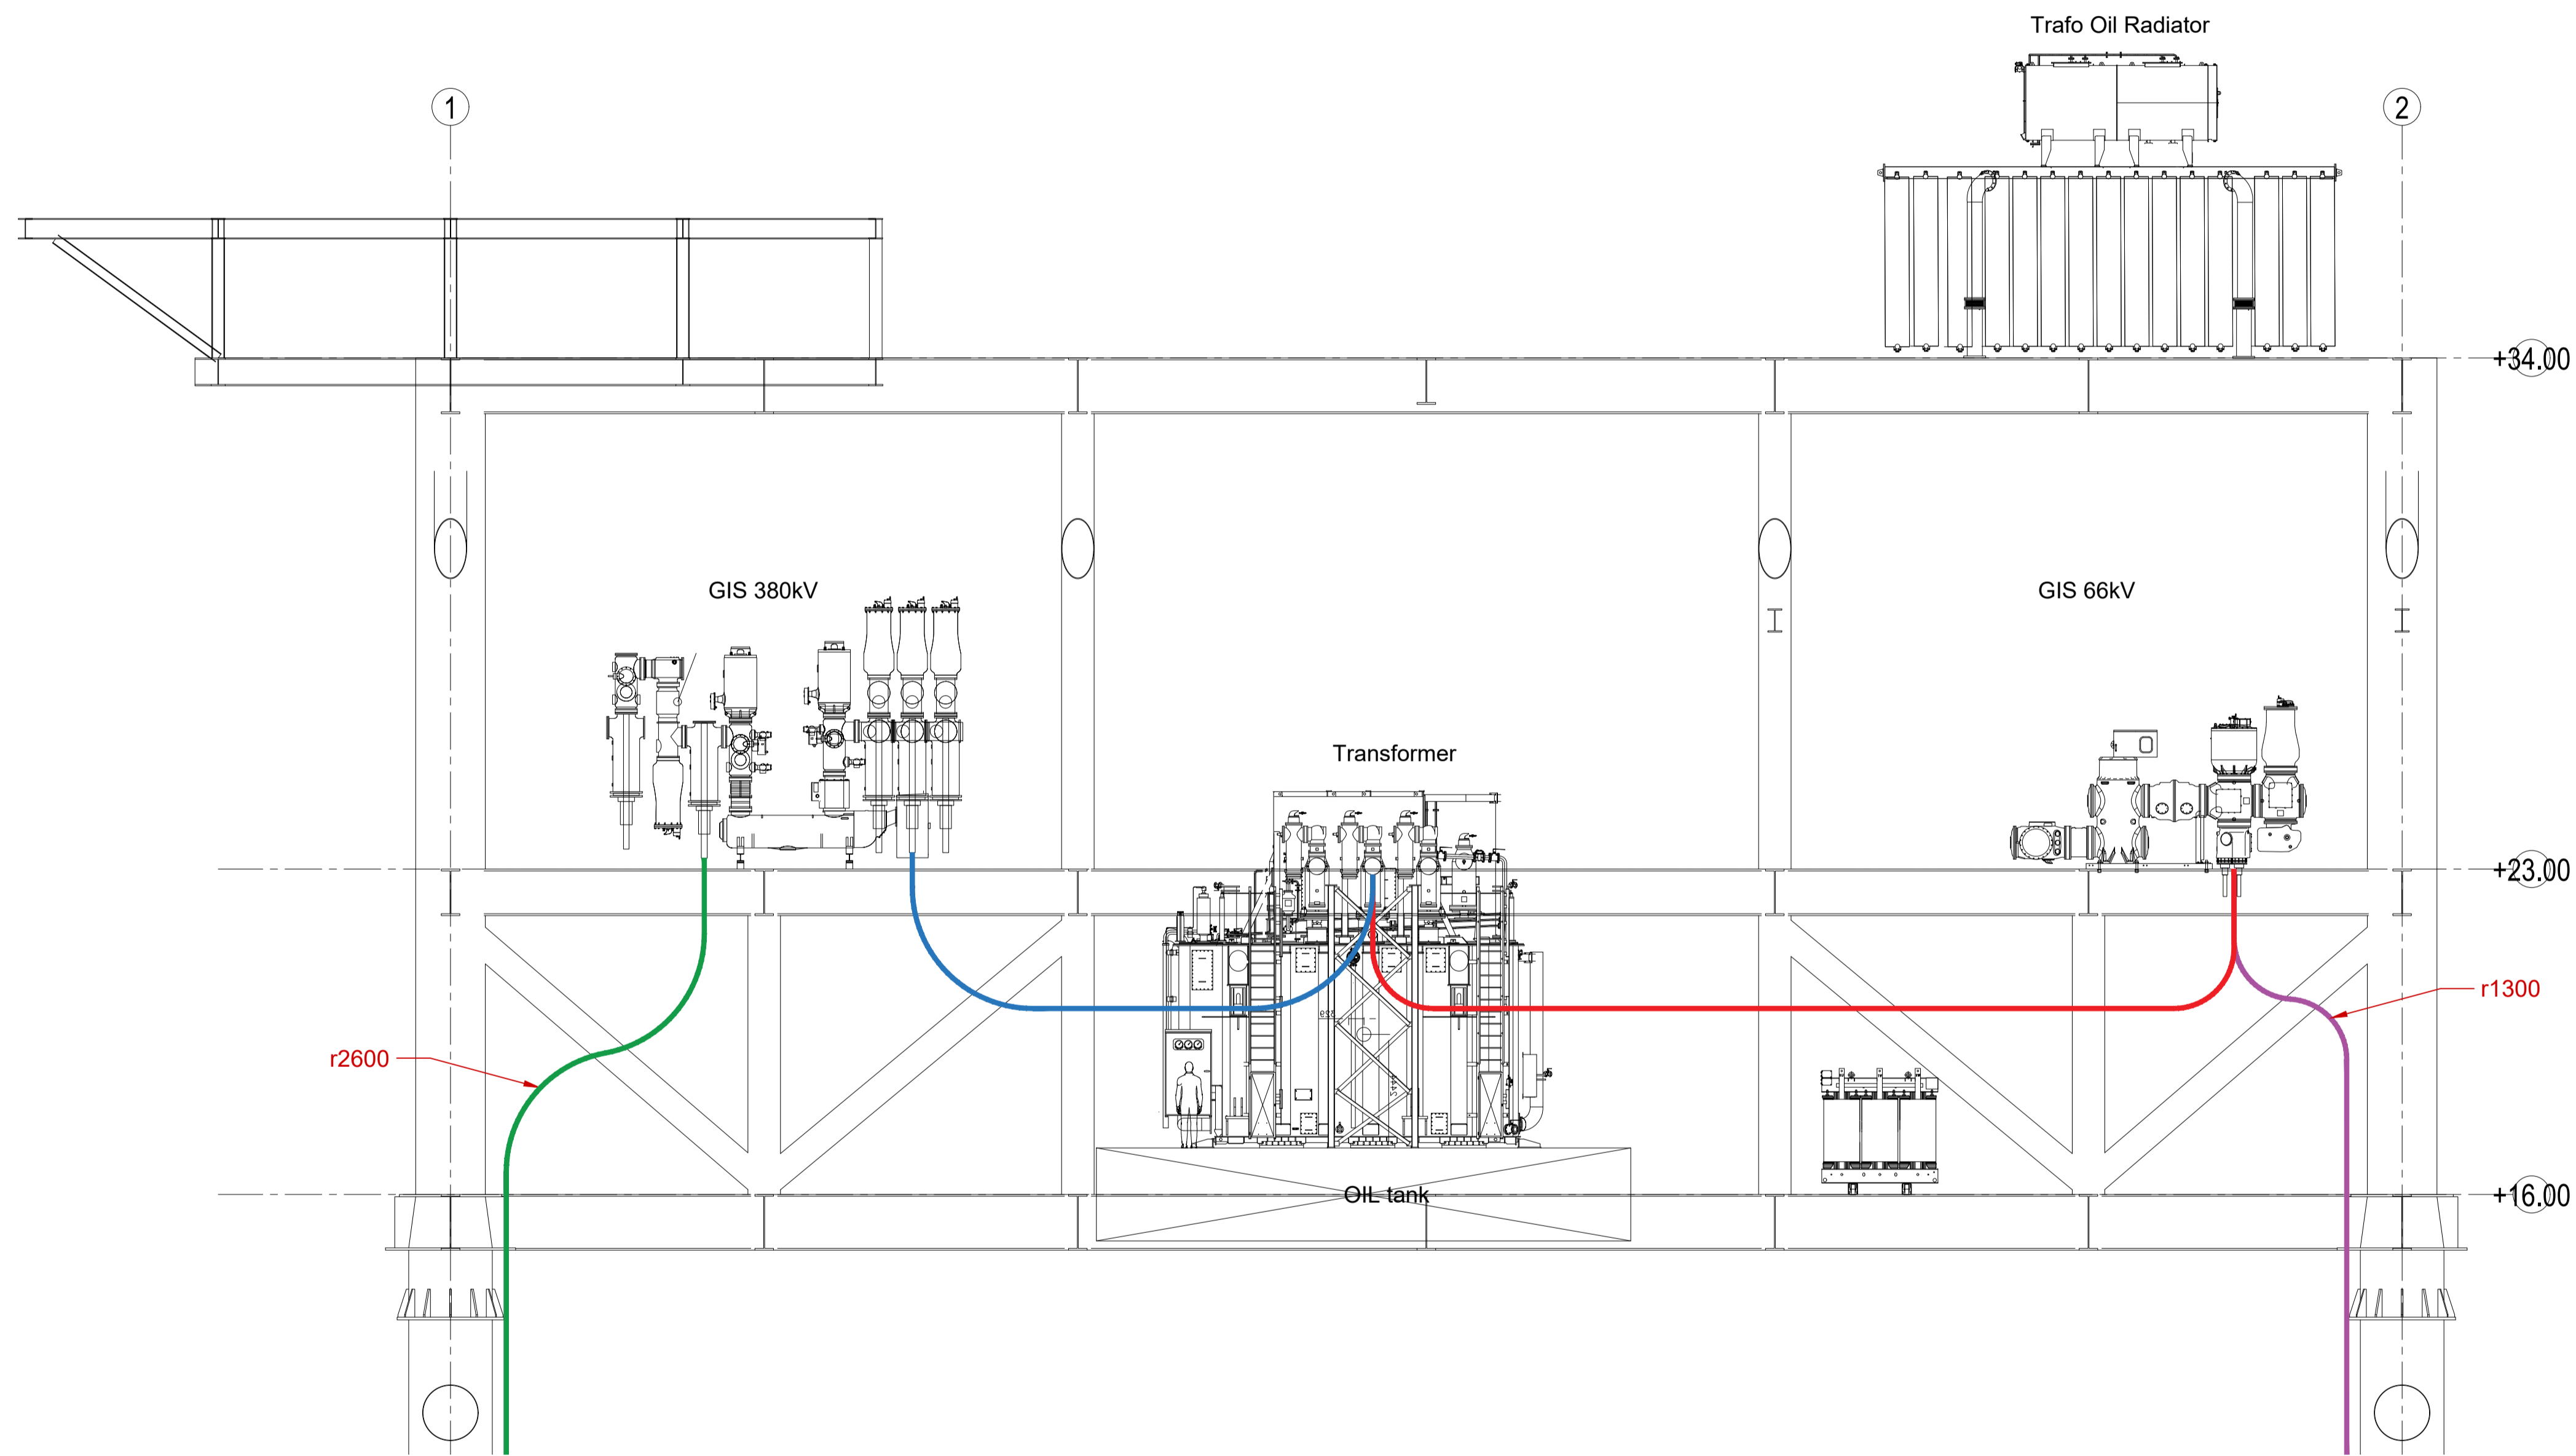 Trafo Oil Radiator
1
2
+34.00
GIS 380kV
GIS 66kV
Transformer
+23.00
r1300
r2600
OIL tank
+16.00